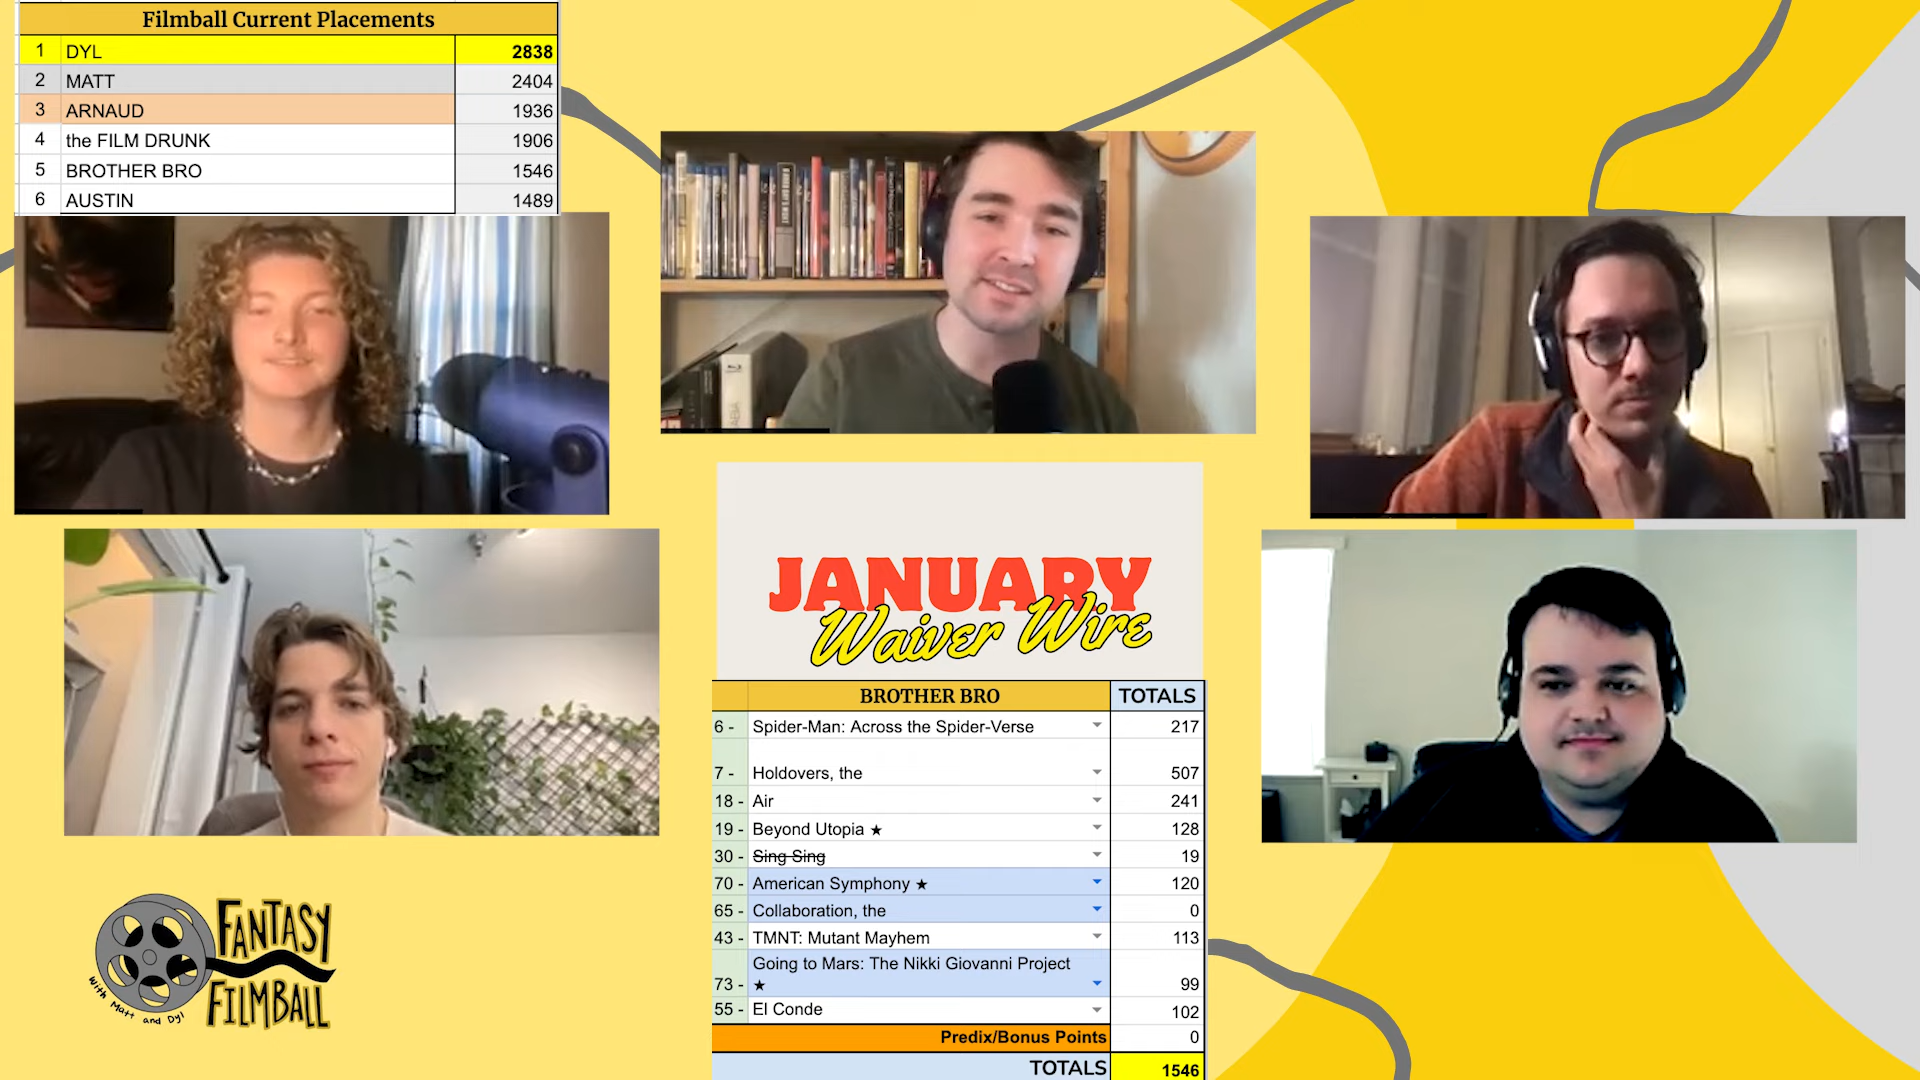 Filmball Current Placements
1 DYL 2838
2 MATT 2404
3 ARNAUD 1936
4 the FILM DRUNK 1906
5 BROTHER BRO 1546
6 AUSTIN 1489
JANUARY
Waiver Wire
BROTHER BRO TOTALS
6 - Spider-Man: Across the Spider-Verse 217
7 - Holdovers, the 507
18 - Air 241
19 - Beyond Utopia ★ 128
30 - Sing Sing 19
70 - American Symphony ★ 120
65 - Collaboration, the 0
43 - TMNT: Mutant Mayhem 113
Going to Mars: The Nikki Giovanni Project
73 - ★ 99
55 - El Conde 102
Predix/Bonus Points 0
TOTALS 1546
FANTASY
FILMBALL
with Matt and Dyl